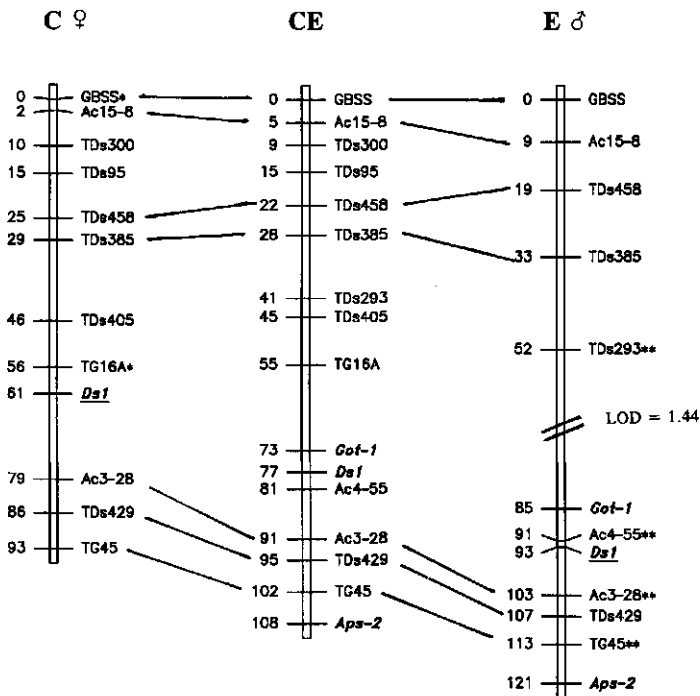 C ♀
0 GBSS*
2 Ac15-8
10 TDs300
15 TDs95
25 TDs458
29 TDs385
46 TDs405
56 TG16A*
61 Ds1
79 Ac3-28
86 TDs429
93 TG45
CE
0 GBSS
5 Ac15-8
9 TDs300
15 TDs95
22 TDs458
28 TDs385
41 TDs293
45 TDs405
55 TG16A
73 Got-1
77 Ds1
81 Ac4-55
91 Ac3-28
95 TDs429
102 TG45
108 Aps-2
E ♂
0 GBSS
9 Ac15-8
19 TDs458
33 TDs385
52 TDs293**
LOD = 1.44
85 Got-1
91 Ac4-55**
93 Ds1
103 Ac3-28**
107 TDs429
113 TG45**
121 Aps-2